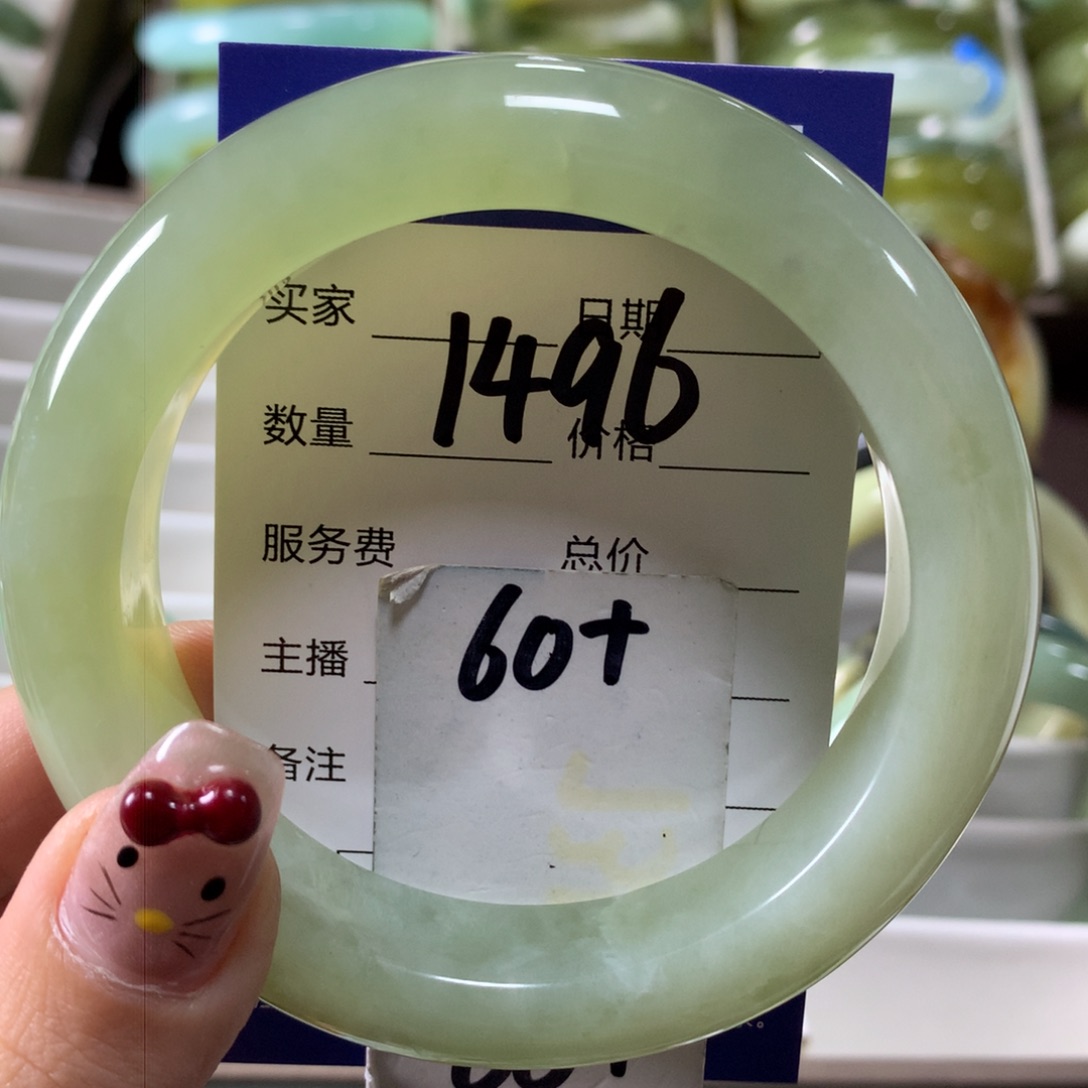 买家 日期
1496
数量 价格
服务费 总价
60+
主播
备注